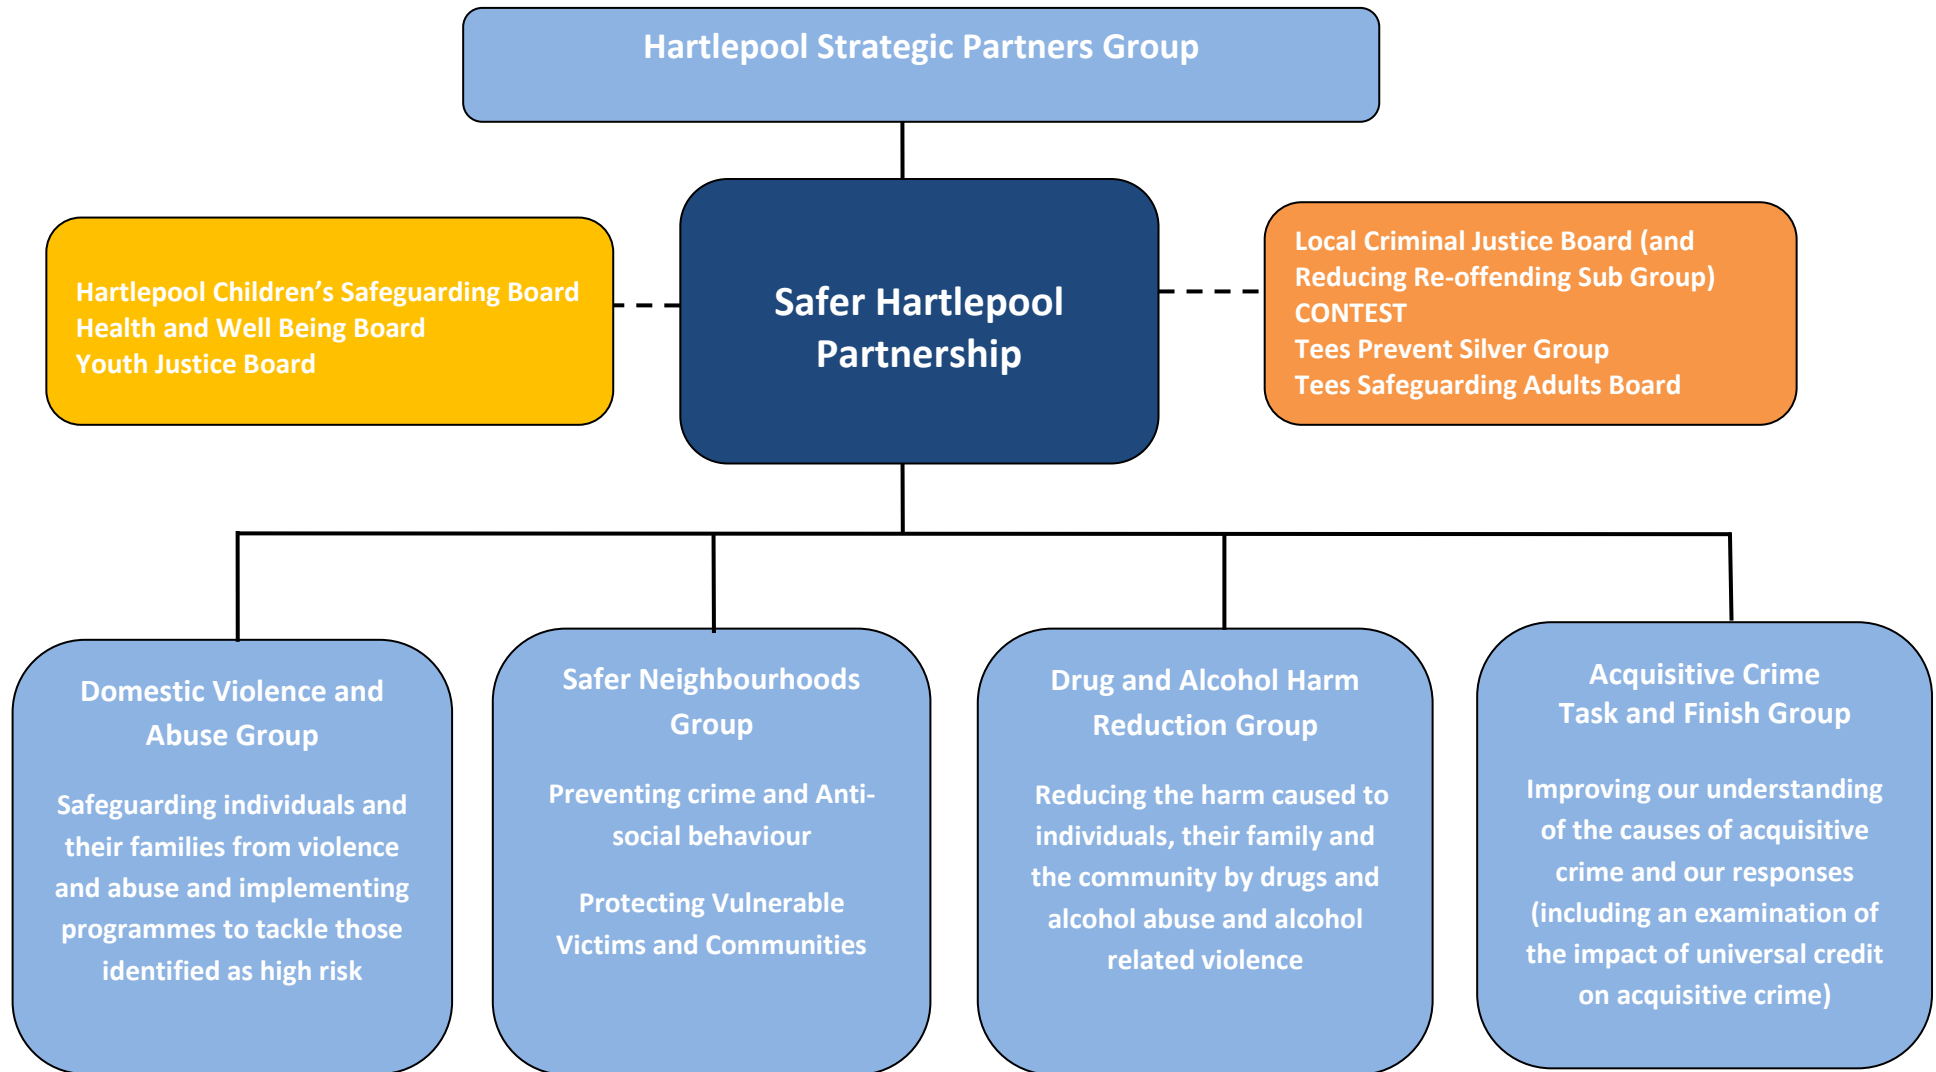 Hartlepool Strategic Partners Group
Hartlepool Children’s Safeguarding Board
Health and Well Being Board
Youth Justice Board
Safer Hartlepool
Partnership
Local Criminal Justice Board (and
Reducing Re-offending Sub Group)
CONTEST
Tees Prevent Silver Group
Tees Safeguarding Adults Board
Domestic Violence and
Abuse Group
Safeguarding individuals and
their families from violence
and abuse and implementing
programmes to tackle those
identified as high risk
Safer Neighbourhoods
Group
Preventing crime and Anti-
social behaviour
Protecting Vulnerable
Victims and Communities
Drug and Alcohol Harm
Reduction Group
Reducing the harm caused to
individuals, their family and
the community by drugs and
alcohol abuse and alcohol
related violence
Acquisitive Crime
Task and Finish Group
Improving our understanding
of the causes of acquisitive
crime and our responses
(including an examination of
the impact of universal credit
on acquisitive crime)